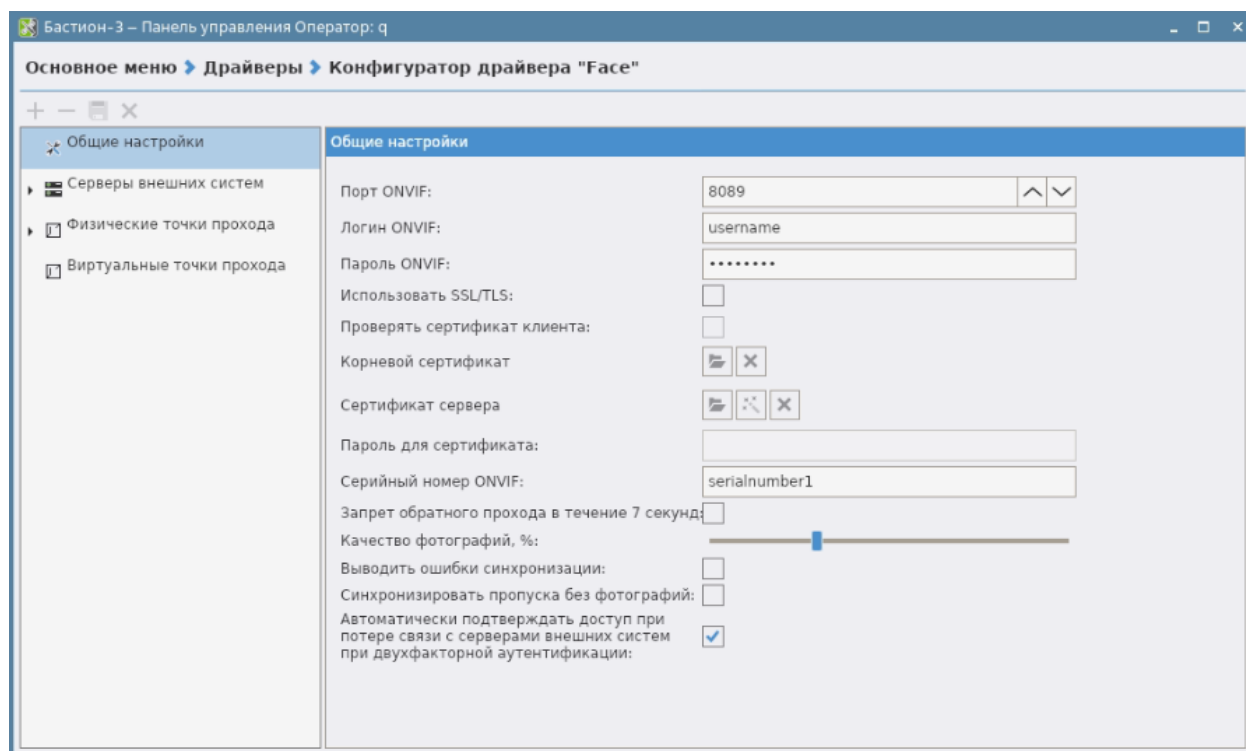 Бастион-3 – Панель управления Оператор: q
Основное меню Драйверы Конфигуратор драйвера "Face"
Общие настройки
Серверы внешних систем
Физические точки прохода
Виртуальные точки прохода
Общие настройки
Порт ONVIF:
8089
Логин ONVIF:
username
Пароль ONVIF:
••••••••
Использовать SSL/TLS:
Проверять сертификат клиента:
Корневой сертификат
Сертификат сервера
Пароль для сертификата:
Серийный номер ONVIF:
serialnumber1
Запрет обратного прохода в течение 7 секунд:
Качество фотографий, %:
Выводить ошибки синхронизации:
Синхронизировать пропуска без фотографий:
Автоматически подтверждать доступ при
потере связи с серверами внешних систем
при двухфакторной аутентификации: